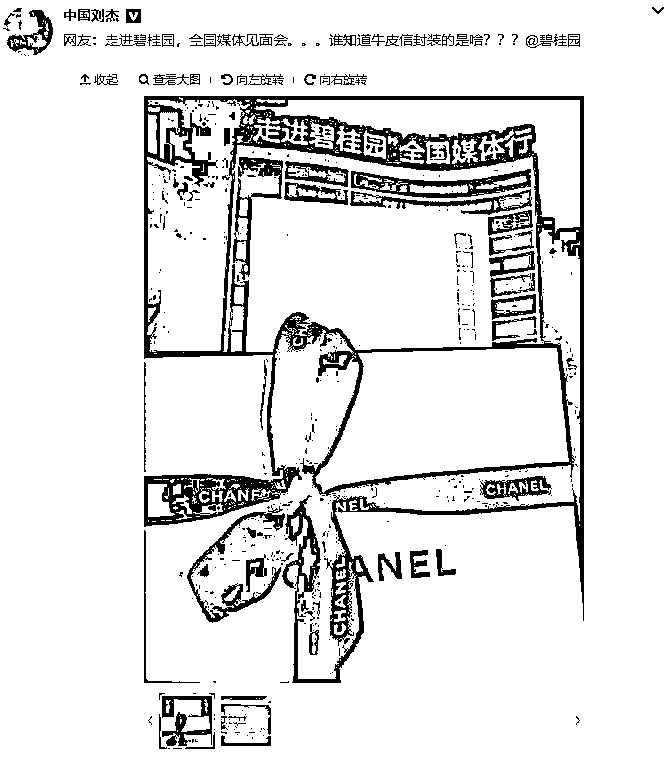 中国刘杰
网友：走进碧桂园，全国媒体见面会。。。谁知道牛皮信封装的是啥？？？@碧桂园
收起 查看大图 向左旋转 向右旋转
走进碧桂园 全国媒体行
CHANE
NEL
CHANEL
CHANEL
CHANEL